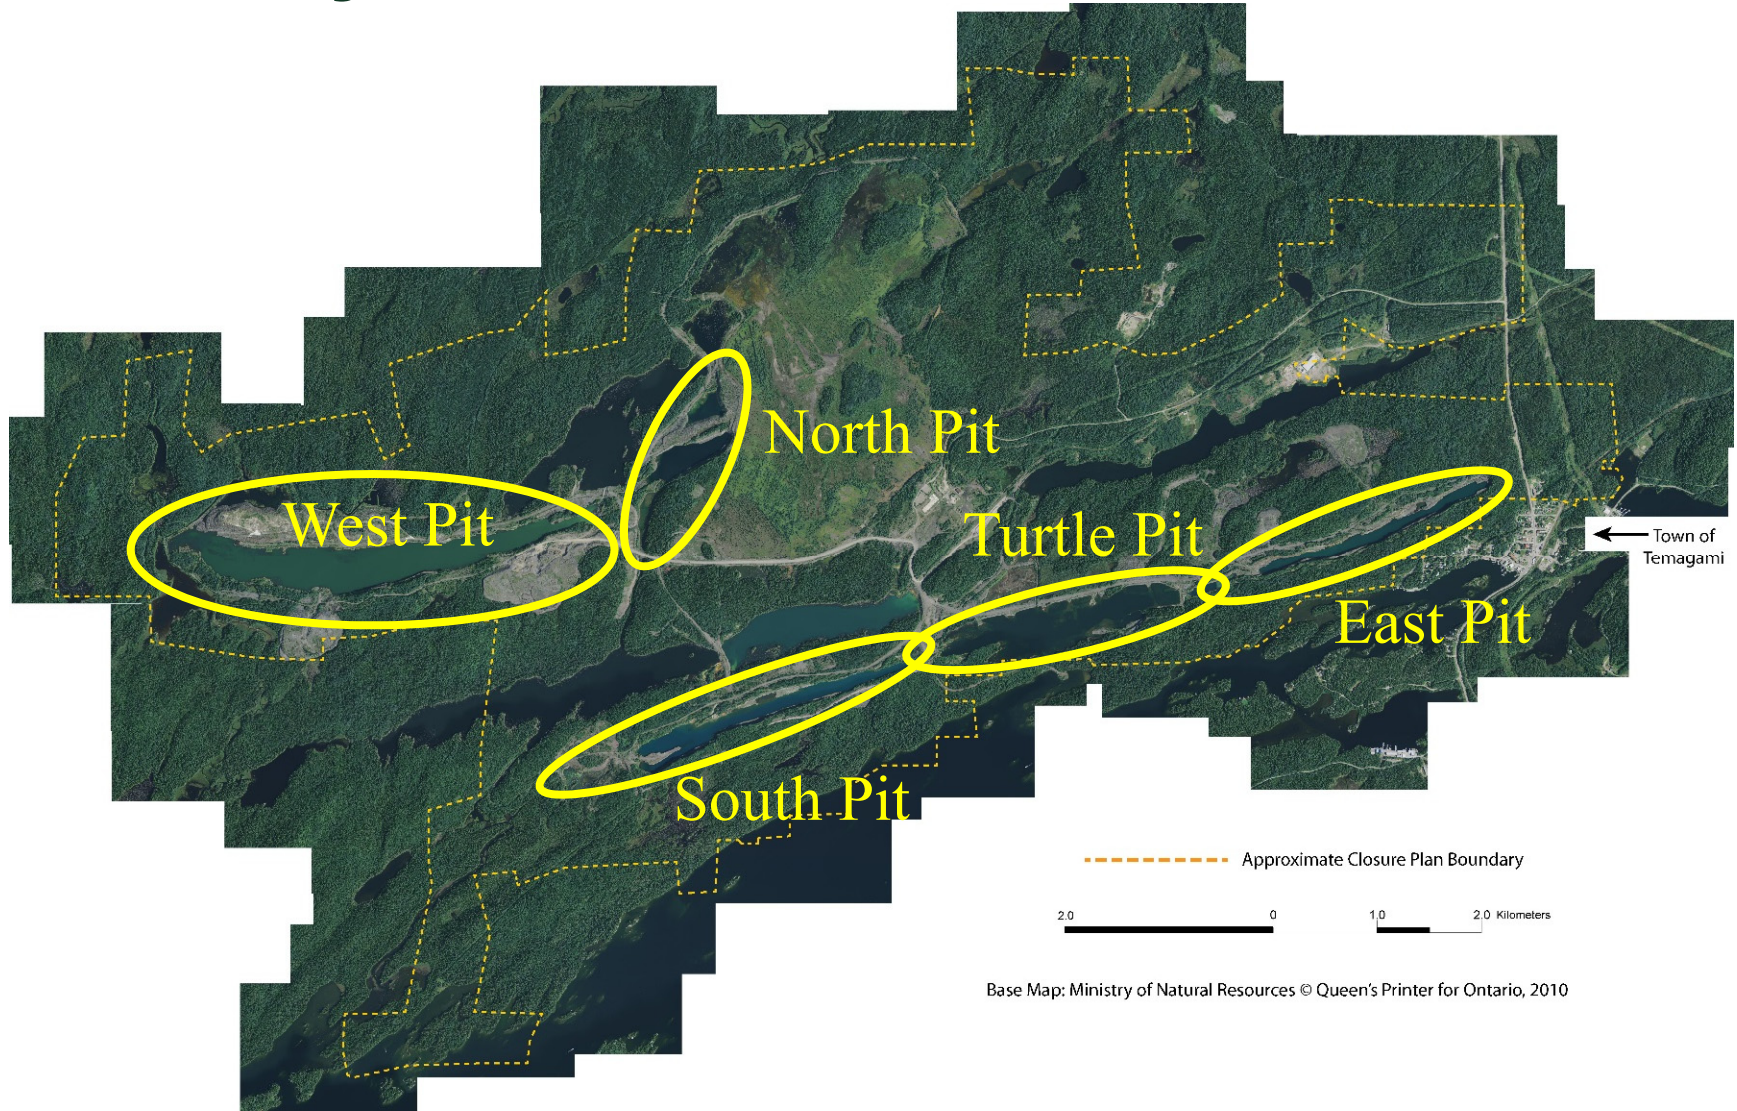 North Pit
West Pit
Turtle Pit
Town of
Temagami
East Pit
South Pit
Approximate Closure Plan Boundary
2.0 0 1.0 2.0 Kilometers
Base Map: Ministry of Natural Resources © Queen's Printer for Ontario, 2010